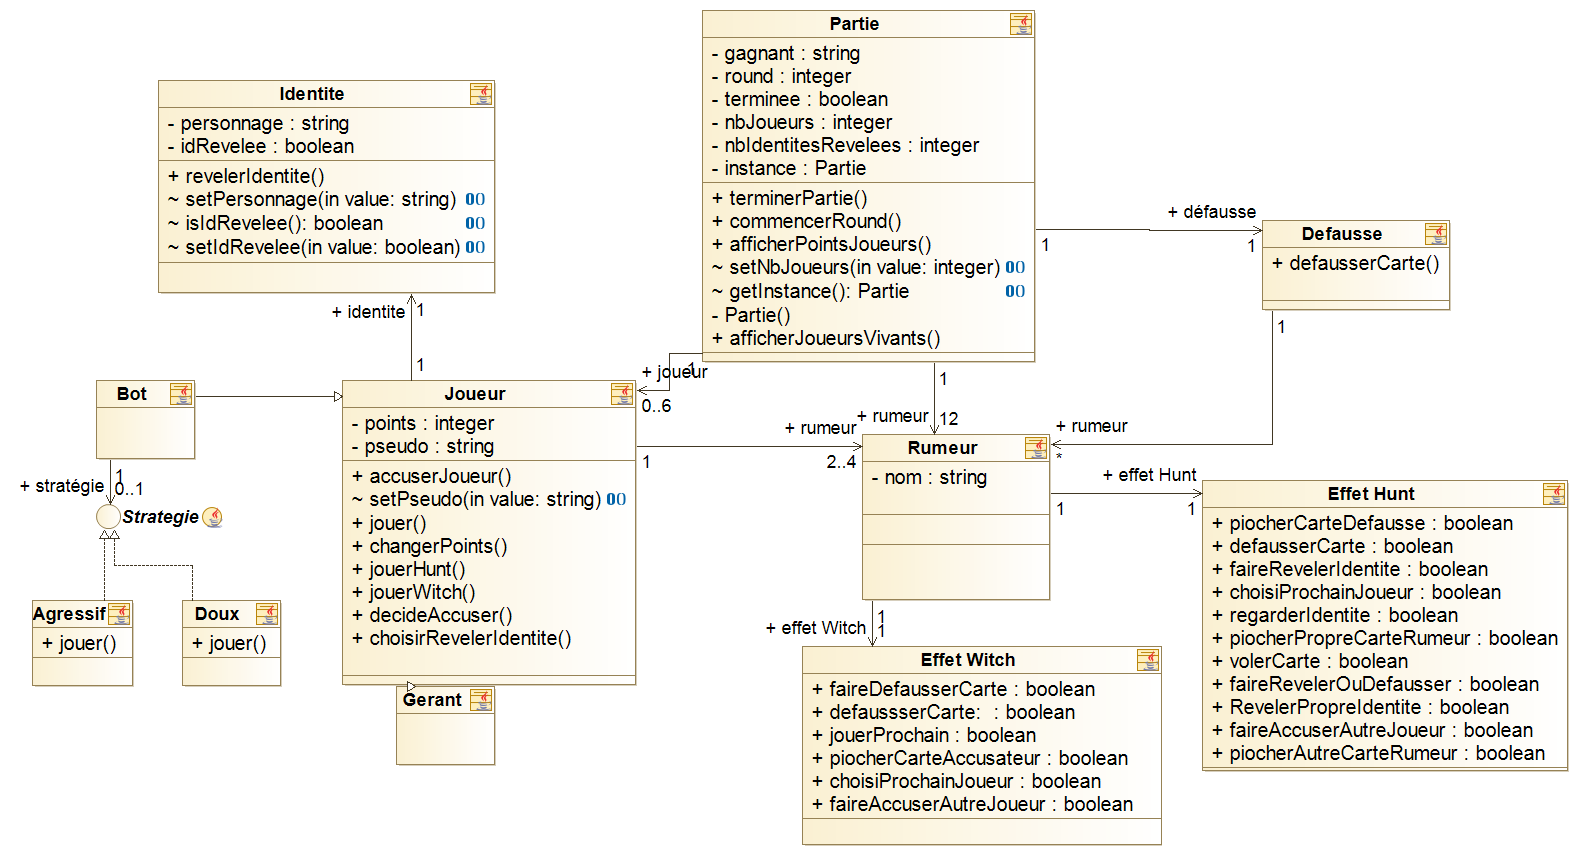 Partie
- gagnant : string
- round : integer
- terminee : boolean
- nbJoueurs : integer
- nbIdentitesRevelees : integer
- instance : Partie
+ terminerPartie()
+ commencerRound()
+ afficherPointsJoueurs()
~ setNbJoueurs(in value: integer)
~ getInstance(): Partie
- Partie()
+ afficherJoueursVivants()
Identite
- personnage : string
- idRevelee : boolean
+ revelerIdentite()
~ setPersonnage(in value: string)
~ isIdRevelee(): boolean
~ setIdRevelee(in value: boolean)
+ défausse
1
1
Defausse
+ defausserCarte()
1
+ identite
1
1
+ joueur
1
0..6
1
+ rumeur
12
Bot
Joueur
- points : integer
- pseudo : string
+ accuserJoueur()
~ setPseudo(in value: string)
+ jouer()
+ changerPoints()
+ jouerHunt()
+ jouerWitch()
+ decideAccuser()
+ choisirRevelerIdentite()
+ rumeur
1
2..4
Rumeur
- nom : string
+ rumeur
*
+ effet Hunt
1
1
Effet Hunt
+ piocherCarteDefausse : boolean
+ defausserCarte : boolean
+ faireRevelerIdentite : boolean
+ choisiProchainJoueur : boolean
+ regarderIdentite : boolean
+ piocherPropreCarteRumeur : boolean
+ volerCarte : boolean
+ faireRevelerOuDefausser : boolean
+ RevelerPropreIdentite : boolean
+ faireAccuserAutreJoueur : boolean
+ piocherAutreCarteRumeur : boolean
+ stratégie
1
0..1
Strategie
Agressif
+ jouer()
Doux
+ jouer()
Gerant
1
+ effet Witch
1
Effet Witch
+ faireDefausserCarte : boolean
+ defaussserCarte: : boolean
+ jouerProchain : boolean
+ piocherCarteAccusateur : boolean
+ choisiProchainJoueur : boolean
+ faireAccuserAutreJoueur : boolean